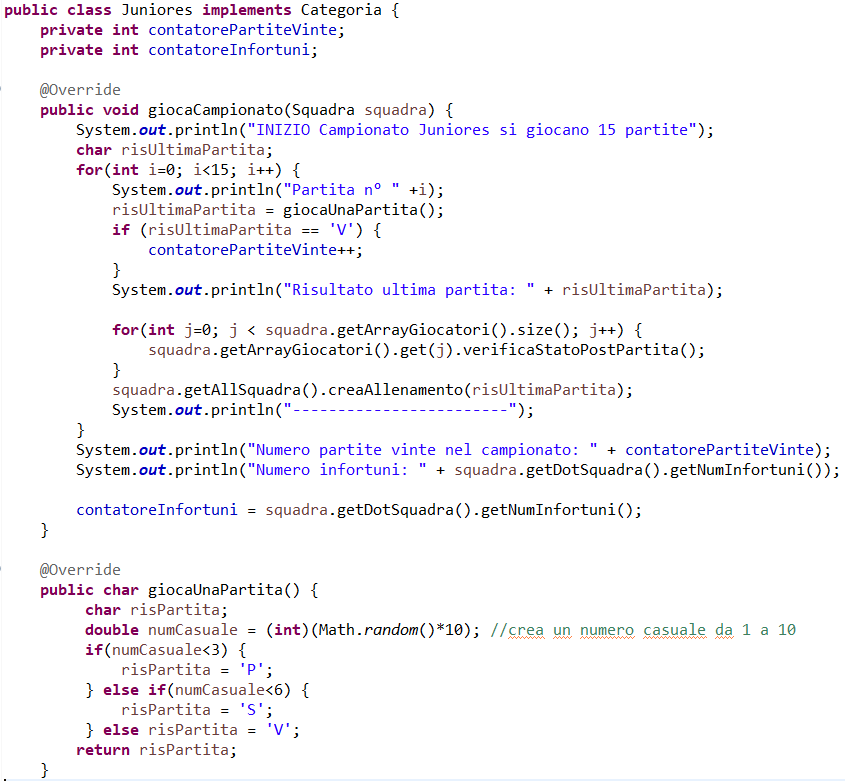 public class Juniores implements Categoria {
    private int contatorePartiteVinte;
    private int contatoreInfortuni;

    @Override
    public void giocaCampionato(Squadra squadra) {
        System.out.println("INIZIO Campionato Juniores si giocano 15 partite");
        char risUltimaPartita;
        for(int i=0; i<15; i++) {
            System.out.println("Partita nº " +i);
            risUltimaPartita = giocaUnaPartita();
            if (risUltimaPartita == 'V') {
                contatorePartiteVinte++;
            }
            System.out.println("Risultato ultima partita: " + risUltimaPartita);

            for(int j=0; j < squadra.getArrayGiocatori().size(); j++) {
                squadra.getArrayGiocatori().get(j).verificaStatoPostPartita();
            }
            squadra.getAllSquadra().creaAllenamento(risUltimaPartita);
            System.out.println("------------------------");
        }
        System.out.println("Numero partite vinte nel campionato: " + contatorePartiteVinte);
        System.out.println("Numero infortuni: " + squadra.getDotSquadra().getNumInfortuni());

        contatoreInfortuni = squadra.getDotSquadra().getNumInfortuni();
    }

    @Override
    public char giocaUnaPartita() {
         char risPartita;
         double numCasuale = (int)(Math.random()*10); //crea un numero casuale da 1 a 10
         if(numCasuale<3) {
             risPartita = 'P';
         } else if(numCasuale<6) {
             risPartita = 'S';
         } else risPartita = 'V';
        return risPartita;
    }